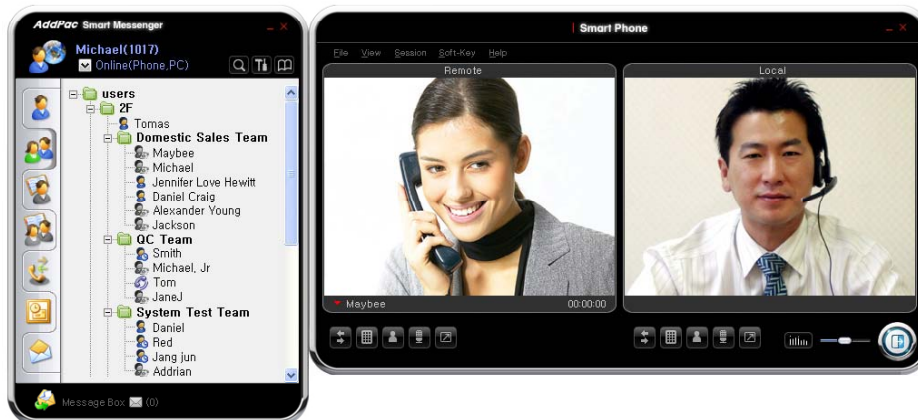 AddPac Smart Messenger
Michael(1017)
Online(Phone,PC)
users
2F
Tomas
Domestic Sales Team
Maybee
Michael
Jennifer Love Hewitt
Daniel Craig
Alexander Young
Jackson
QC Team
Smith
Michael, Jr
Tom
JaneJ
System Test Team
Daniel
Red
Jang jun
Addrian
Message Box (0)
Smart Phone
File View Session Soft-Key Help
Remote
Local
Maybee 00:00:00